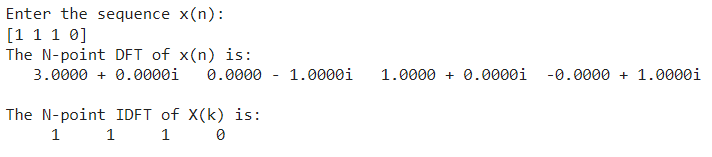 Enter the sequence x(n):
[1 1 1 0]
The N-point DFT of x(n) is:
3.0000 + 0.0000i   0.0000 - 1.0000i   1.0000 + 0.0000i  -0.0000 + 1.0000i
The N-point IDFT of X(k) is:
1     1     1     0